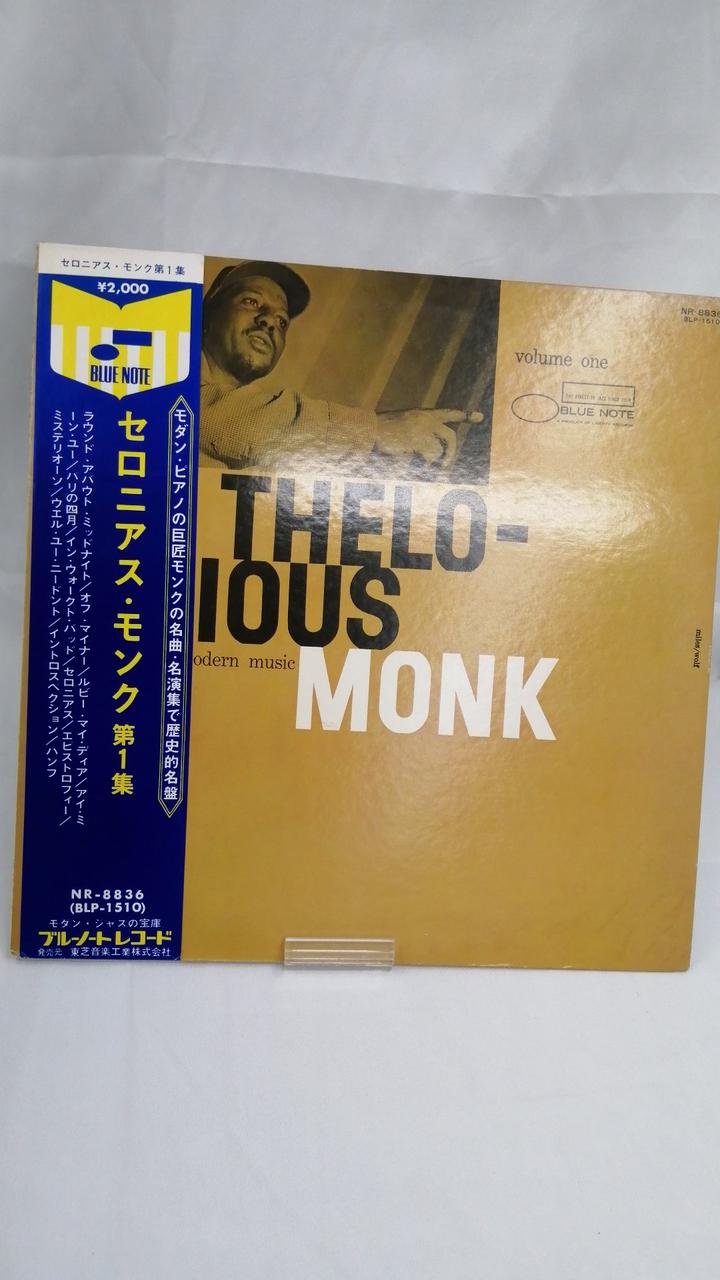 セロニアス・モンク第1集
¥2,000
BLUE NOTE
モダン・ピアノの巨匠モンクの名曲・名演集で歴史的名盤
セロニアス・モンク 第1集
ラウンド・アバウト・ミッドナイト/オフ・マイナー/ルビー・マイ・ディア/アイ・ミ
ーン・ユー/パリの四月/イン・ウォークト・バッド/セロニアス/エピストロフィー/
ミステリオーソ/ウエル・ユー・ニードント/イントロスペクション/ハンフ
NR-8836
(BLP-1510)
モダン・ジャズの宝庫
ブルーノート レコード
発売元 東芝音楽工業株式会社
NR-8836
BLP-1510
volume one
BLUE NOTE
A PRODUCT OF LIBERTY RECORDS
THELO-
IOUS
odern music
MONK
miles/wolf